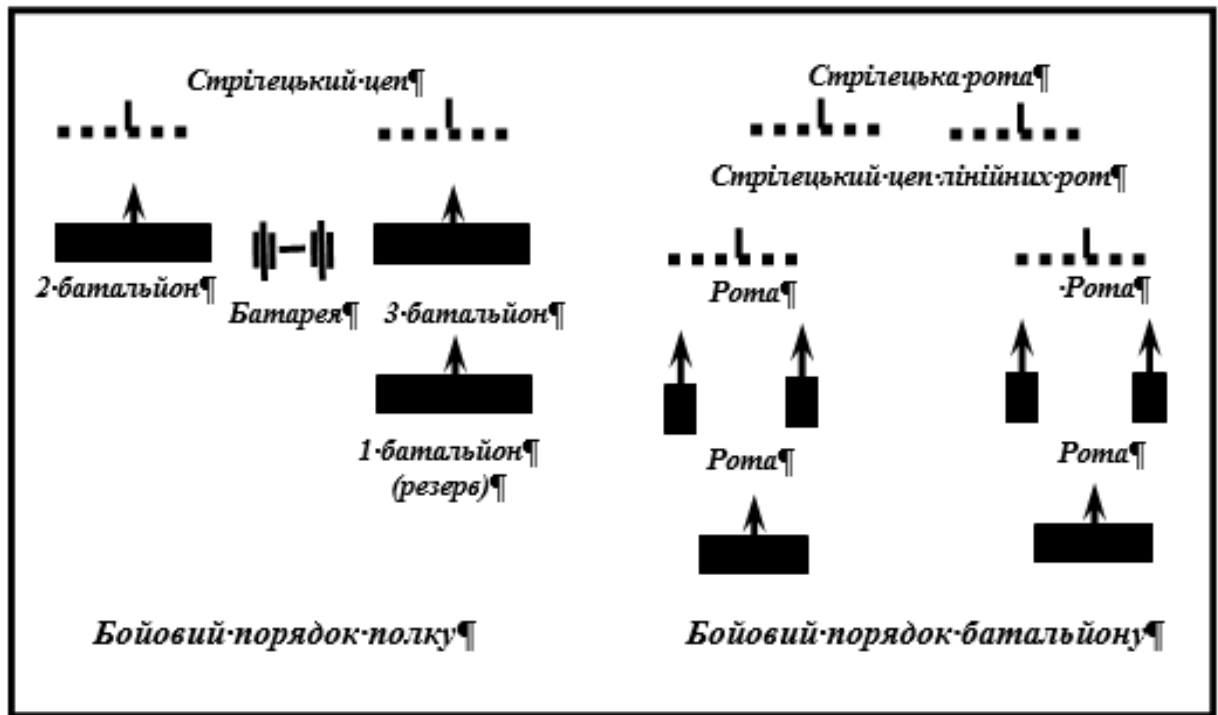 Стрілецький·цеп¶
2·батальйон¶
Батарея¶
3·батальйон¶
1·батальйон¶
(резерв)¶
Бойовий·порядок·полку¶
Стрілецька·рота¶
Стрілецький·цеп·лінійних·рот¶
Рота¶
·Рота¶
Рота¶
Рота¶
Бойовий·порядок·батальйону¶